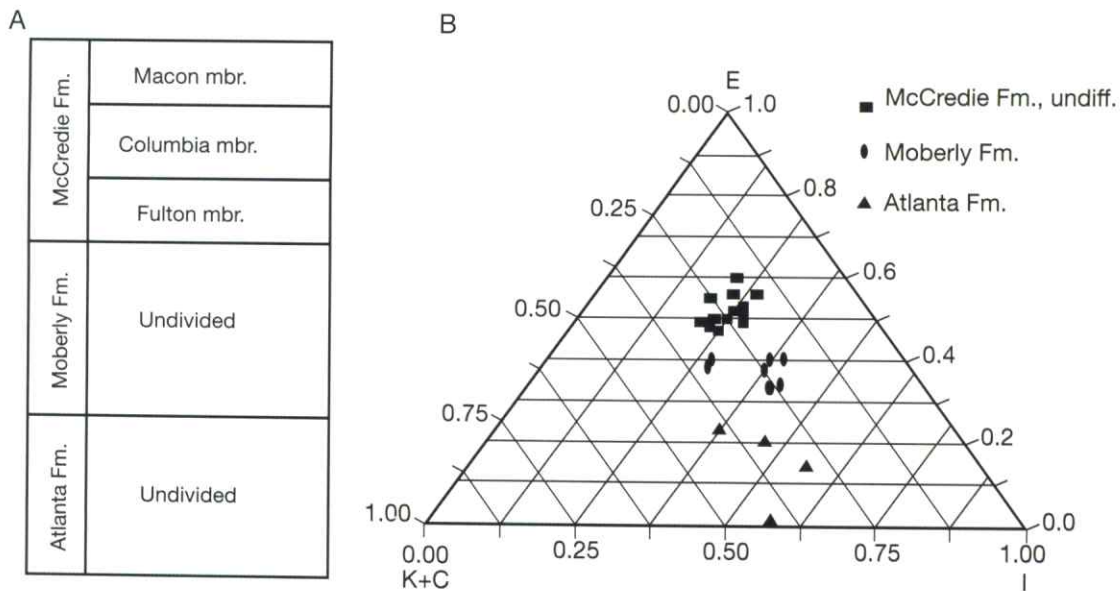 A
McCredie Fm.
Macon mbr.
Columbia mbr.
Fulton mbr.
Moberly Fm.
Undivided
Atlanta Fm.
Undivided
B
E
0.00
1.0
McCredie Fm., undiff.
Moberly Fm.
Atlanta Fm.
0.8
0.25
0.6
0.50
0.4
0.75
0.2
1.00
0.0
0.00
0.25
0.50
0.75
1.00
K+C
I